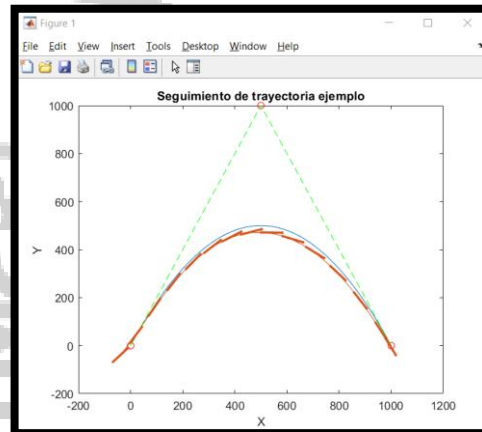 Figure 1
File Edit View Insert Tools Desktop Window Help
Seguimiento de trayectoria ejemplo
1000
800
600
400
200
0
-200
Y
-200 0 200 400 600 800 1000 1200
X